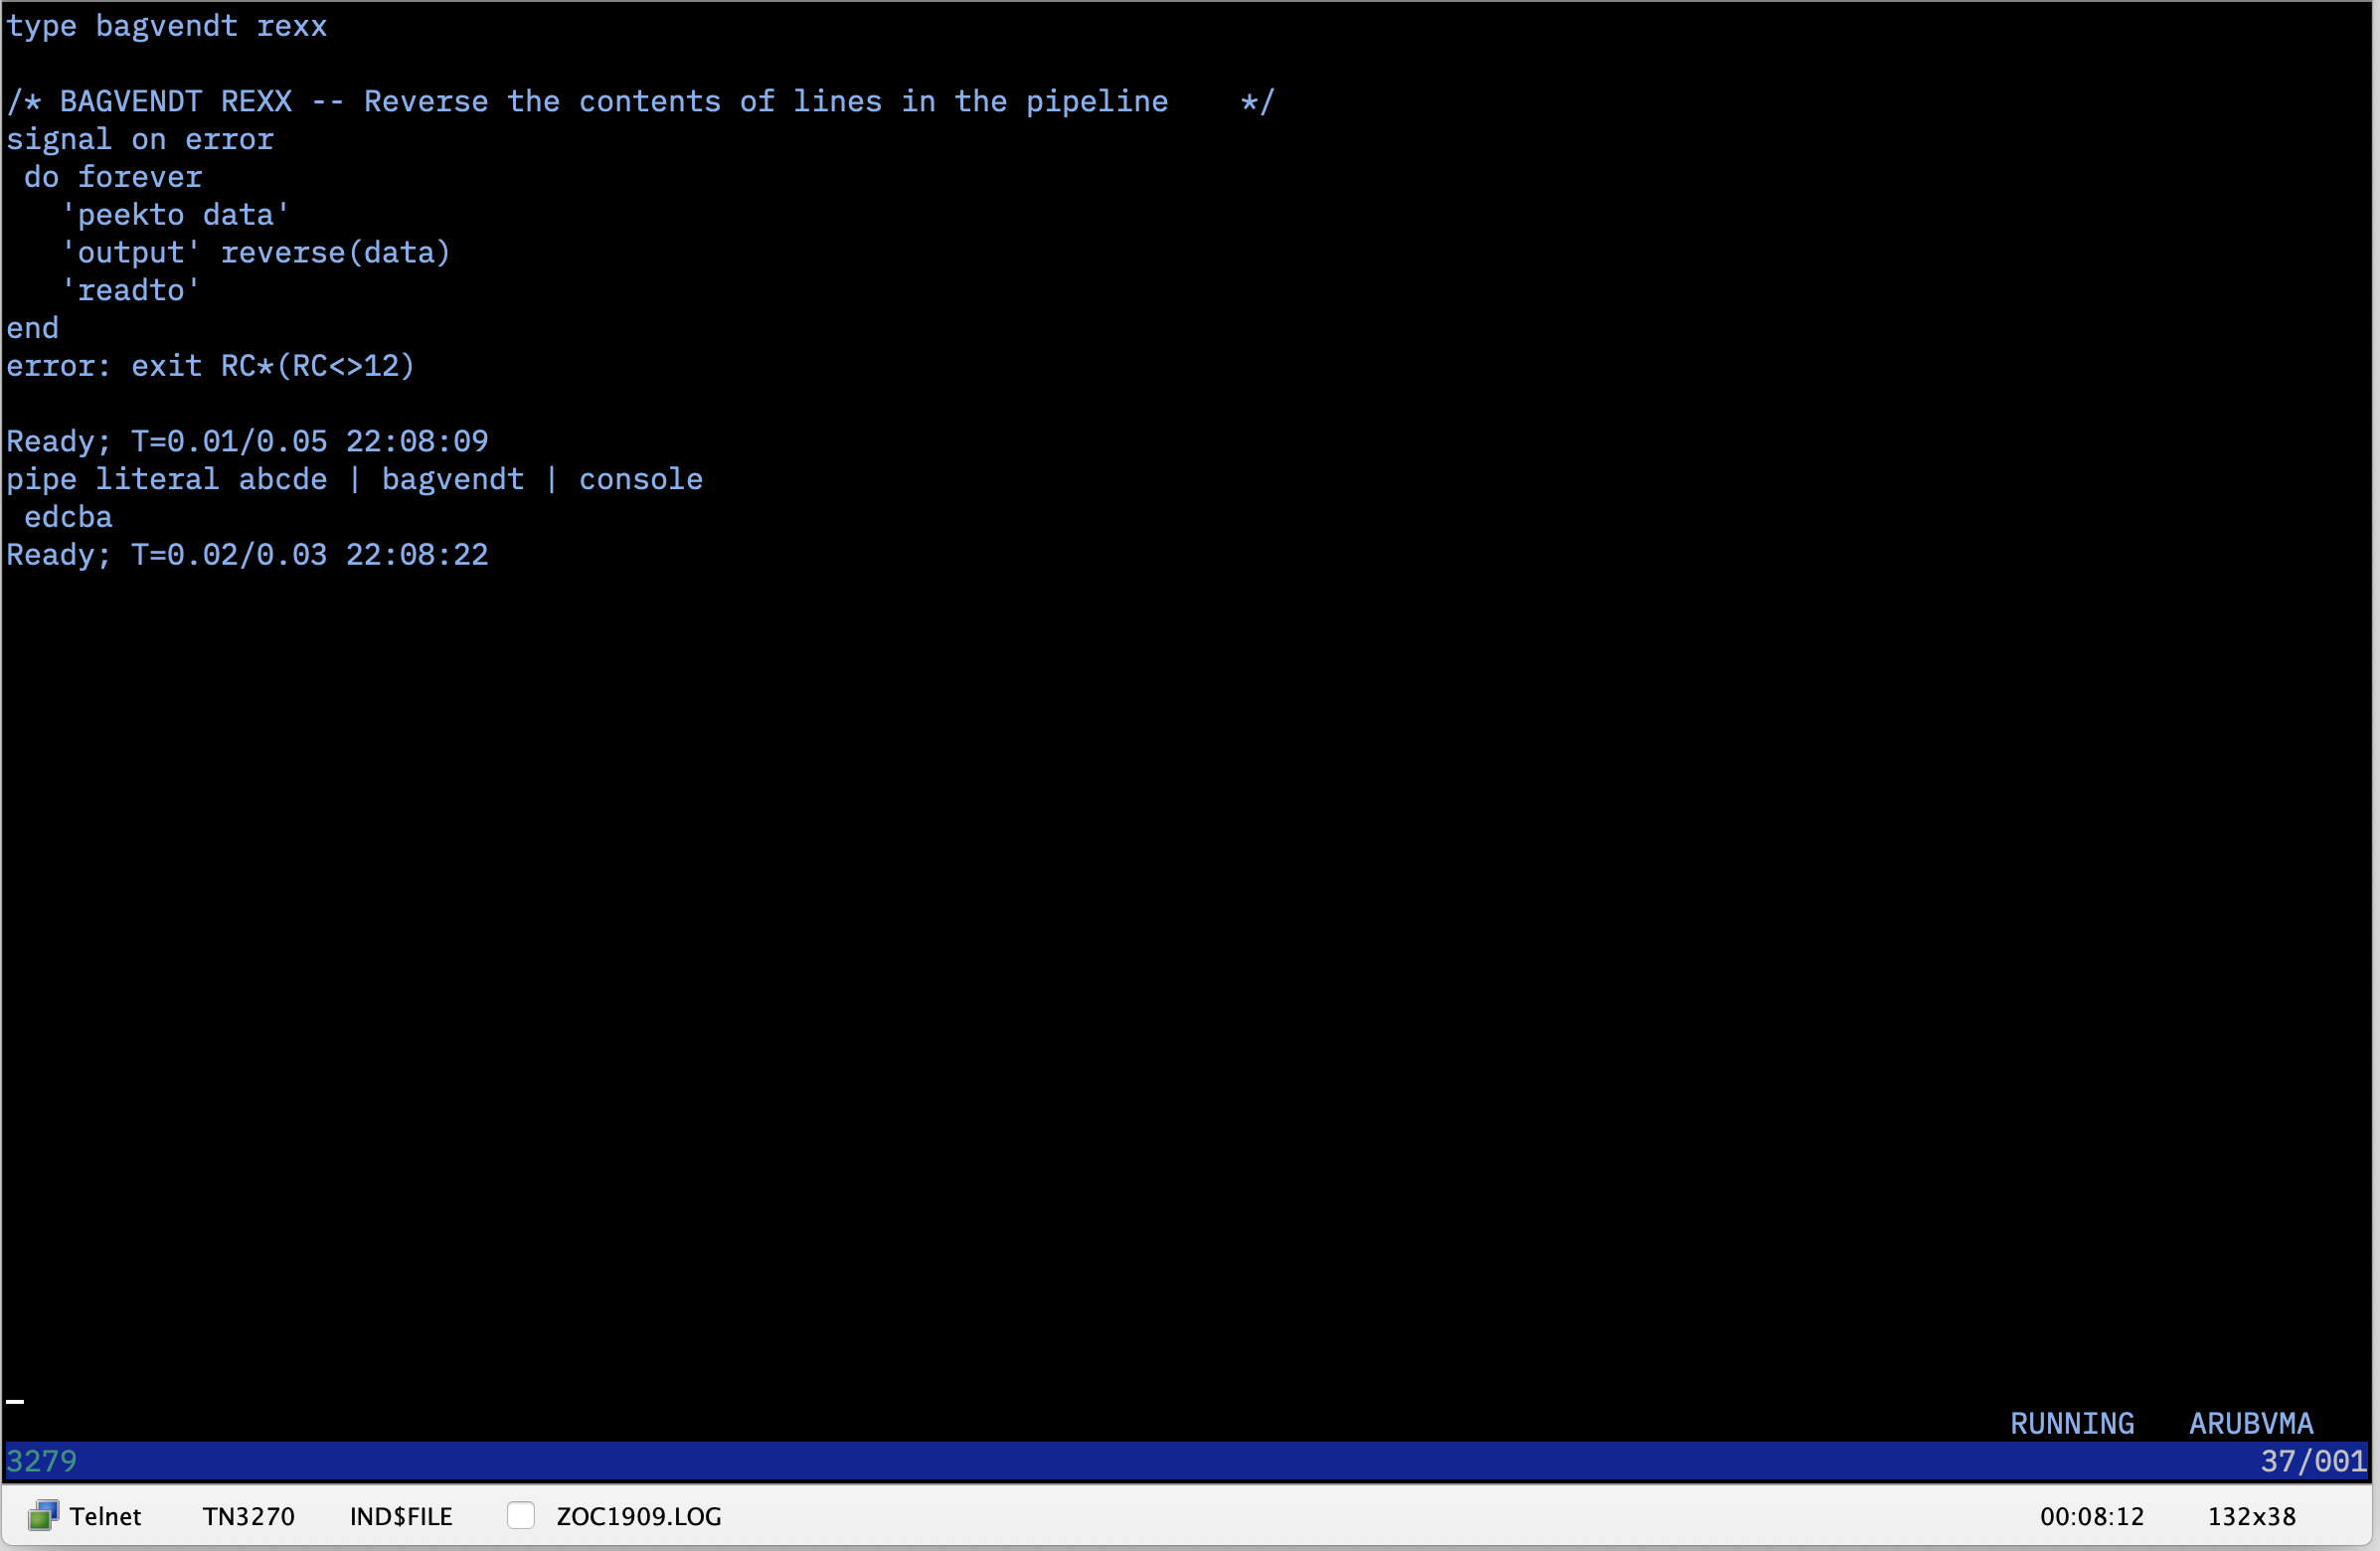 type bagvendt rexx
/* BAGVENDT REXX -- Reverse the contents of lines in the pipeline    */
signal on error
 do forever
   'peekto data'
   'output' reverse(data)
   'readto'
end
error: exit RC*(RC<>12)
Ready; T=0.01/0.05 22:08:09
pipe literal abcde | bagvendt | console
 edcba
Ready; T=0.02/0.03 22:08:22
RUNNING   ARUBVMA
3279 37/001
Telnet TN3270 IND$FILE ZOC1909.LOG 00:08:12 132x38